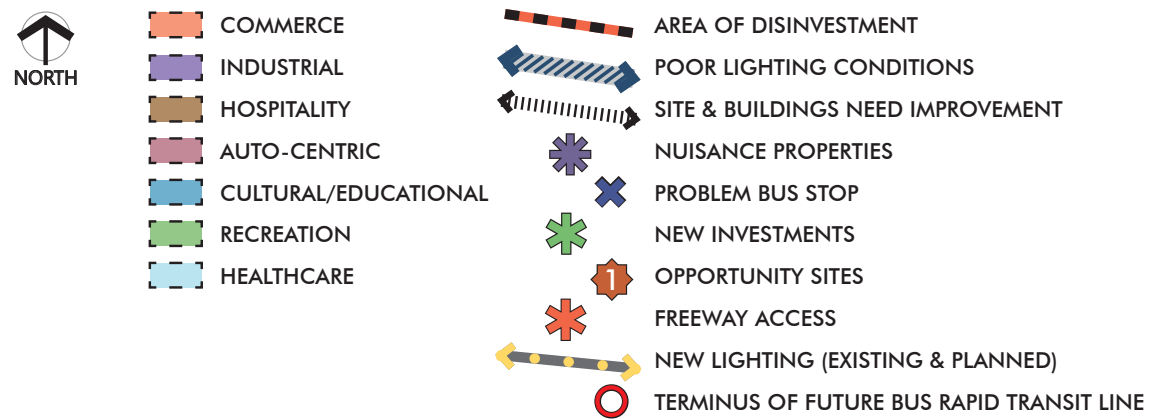 NORTH
COMMERCE
INDUSTRIAL
HOSPITALITY
AUTO-CENTRIC
CULTURAL/EDUCATIONAL
RECREATION
HEALTHCARE
AREA OF DISINVESTMENT
POOR LIGHTING CONDITIONS
SITE & BUILDINGS NEED IMPROVEMENT
NUISANCE PROPERTIES
PROBLEM BUS STOP
NEW INVESTMENTS
1 OPPORTUNITY SITES
FREEWAY ACCESS
NEW LIGHTING (EXISTING & PLANNED)
TERMINUS OF FUTURE BUS RAPID TRANSIT LINE